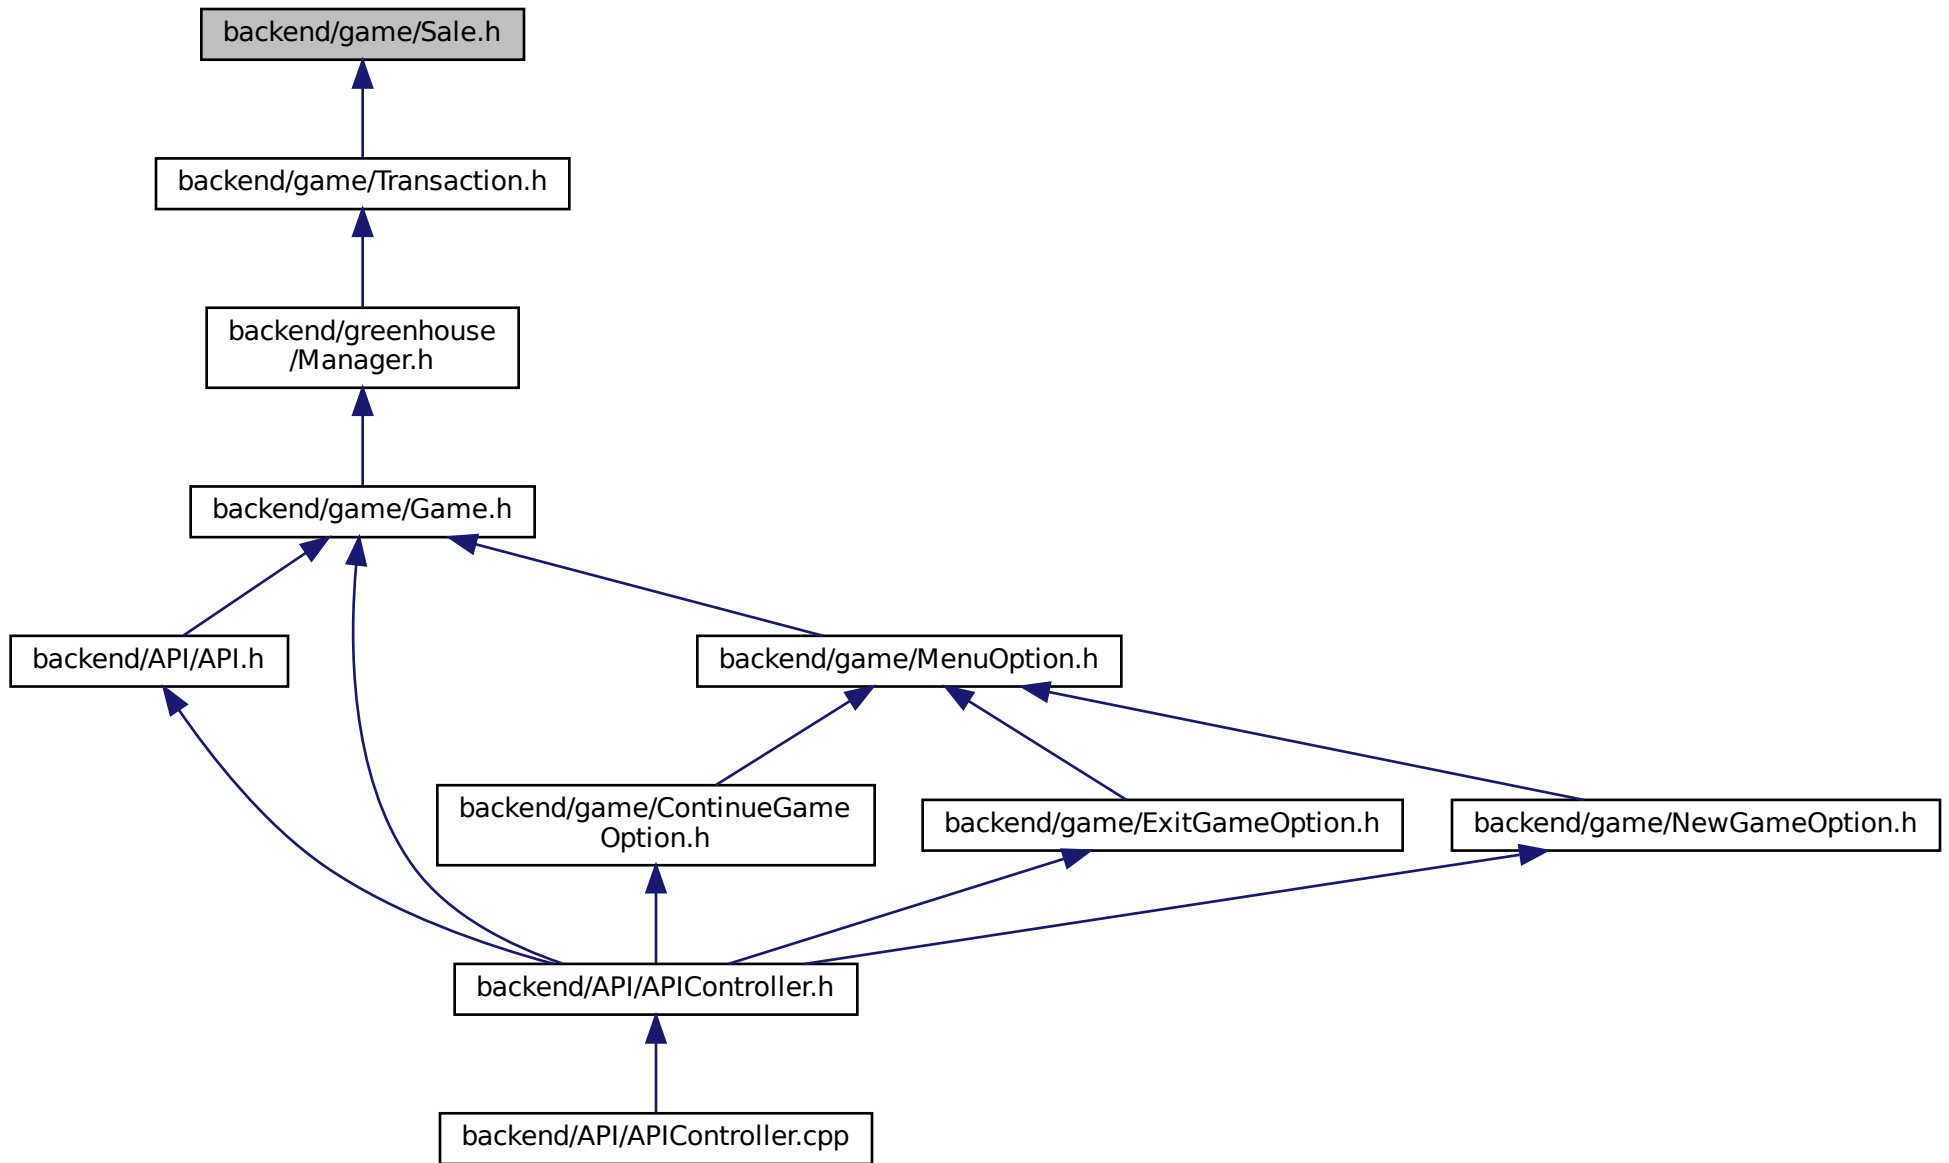 backend/game/Sale.h
backend/game/Transaction.h
backend/greenhouse
/Manager.h
backend/game/Game.h
backend/API/API.h
backend/game/MenuOption.h
backend/game/ContinueGame
Option.h
backend/game/ExitGameOption.h
backend/game/NewGameOption.h
backend/API/APIController.h
backend/API/APIController.cpp